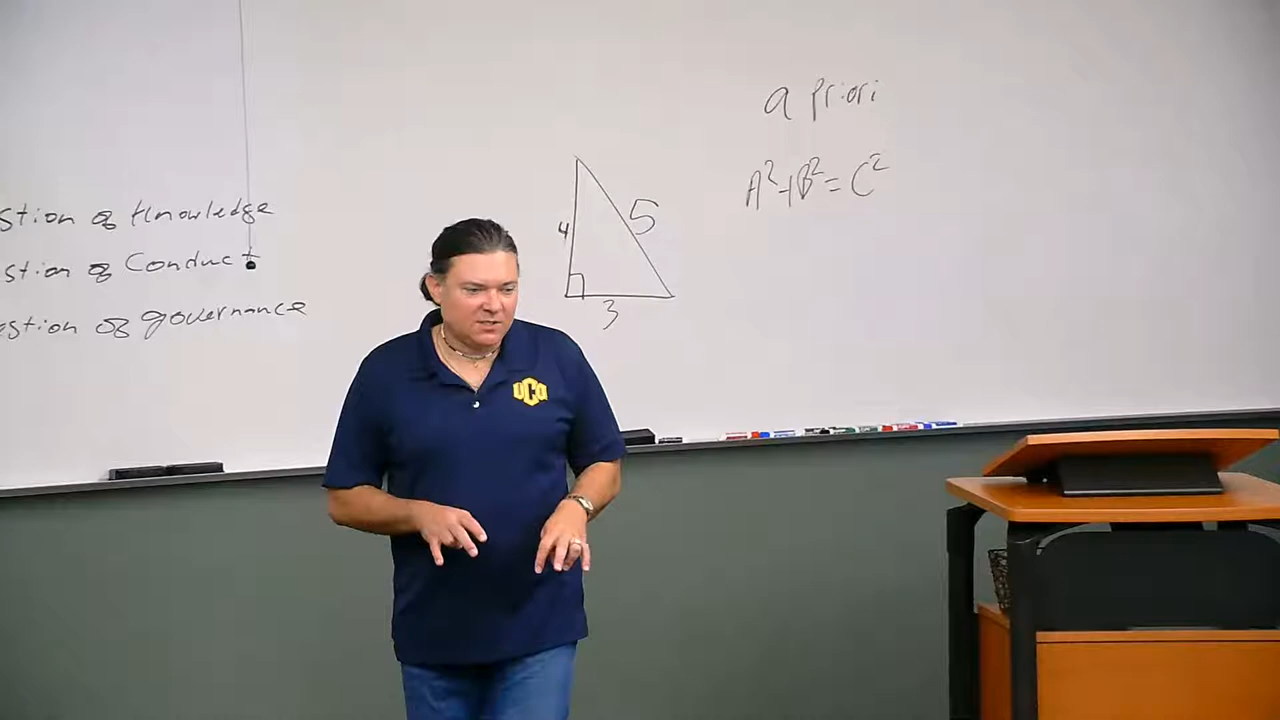 stion of Knowledge
stion of Conduct
estion of governance
4
5
3
a priori
A²+B²=C²
UCO